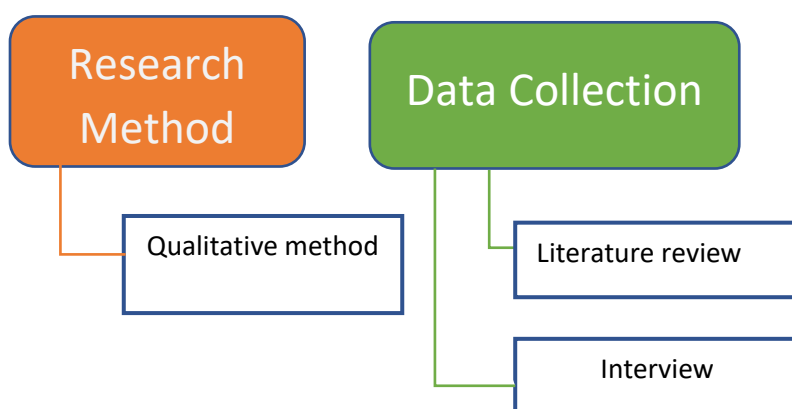 Research
Method
Data Collection
Qualitative method
Literature review
Interview